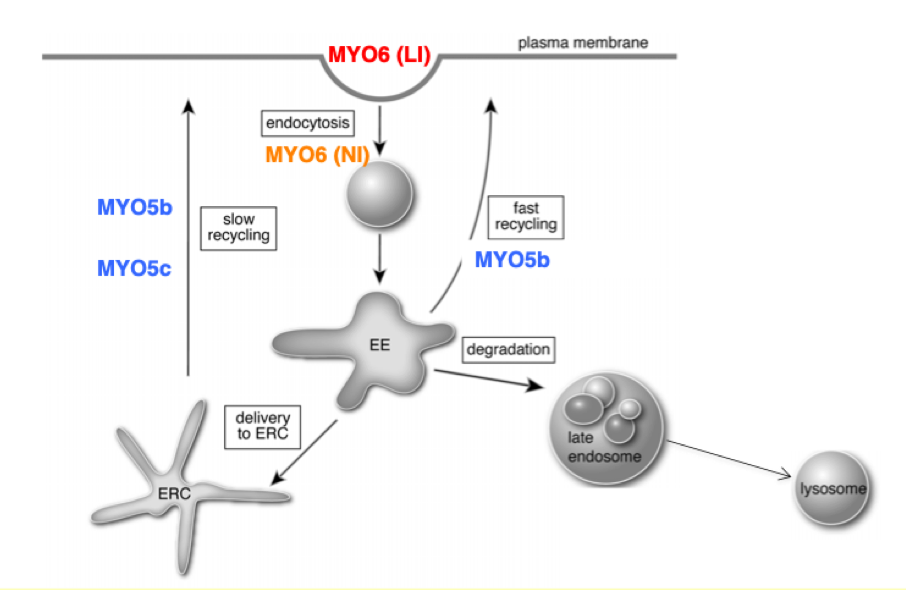 plasma membrane
MYO6 (LI)
endocytosis
MYO6 (NI)
MYO5b
MYO5c
slow
recycling
fast
recycling
MYO5b
EE
degradation
delivery
to ERC
late
endosome
ERC
lysosome